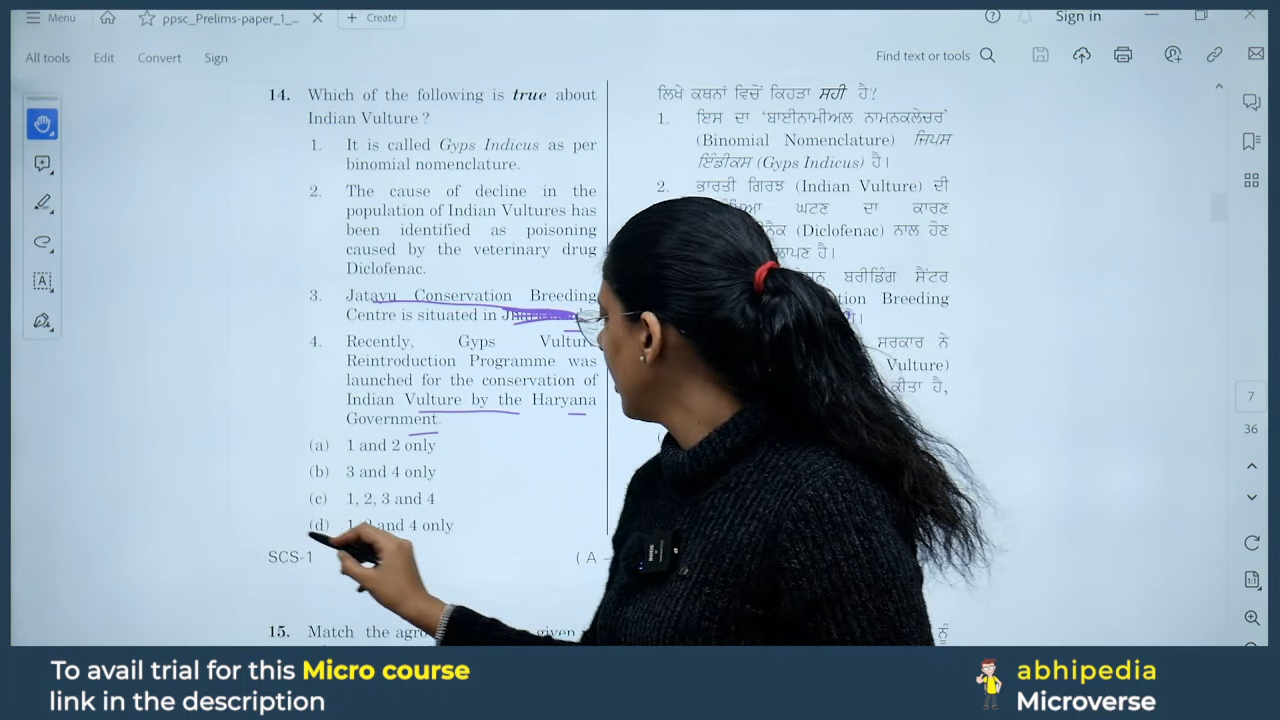 Menu
ppsc_Prelims-paper_1_...
Create
Sign in
All tools
Edit
Convert
Sign
Find text or tools
14. Which of the following is true about
Indian Vulture ?
1. It is called Gyps Indicus as per
binomial nomenclature.
2. The cause of decline in the
population of Indian Vultures has
been identified as poisoning
caused by the veterinary drug
Diclofenac.
3. Jatayu Conservation Breeding
Centre is situated in
4. Recently, Gyps
Reintroduction Programme was
launched for the conservation of
Indian Vulture by the Haryana
Government.
(a) 1 and 2 only
(b) 3 and 4 only
(c) 1, 2, 3 and 4
(d) 1, and 4 only
SCS-1
( A
15. Match the given
ਲਿਖੇ ਕਥਨਾਂ ਵਿਚੋਂ ਕਿਹੜਾ ਸਹੀ ਹੈ?
1. ਇਸ ਦਾ ‘ਬਾਈਨਾਮੀਅਲ ਨਾਮਨਕਲੇਚਰ’
(Binomial Nomenclature) ਜਿਪਸ
ਇੰਡੀਕਸ (Gyps Indicus) ਹੈ।
2. ਭਾਰਤੀ ਗਿਰਝ (Indian Vulture) ਦੀ
ਘਟਣ ਦਾ ਕਾਰਣ
(Diclofenac) ਨਾਲ ਹੋਣ
ਹੈ।
ਬਰੀਡਿੰਗ ਸੈਂਟਰ
Breeding
ਸਰਕਾਰ ਨੇ
Vulture)
ਕੀਤਾ ਹੈ,
ਨੂੰ
7
36
To avail trial for this Micro course
link in the description
abhipedia
Microverse